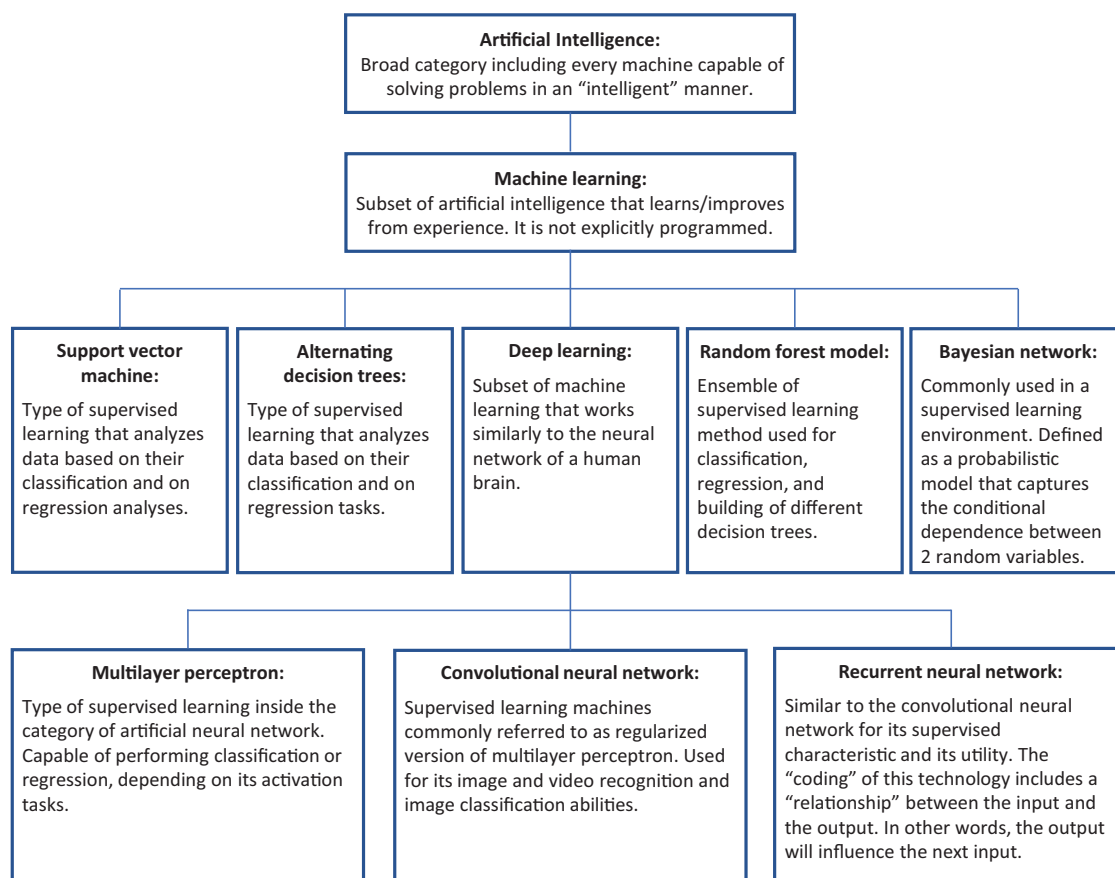 Artificial Intelligence:
Broad category including every machine capable of
solving problems in an “intelligent” manner.
Machine learning:
Subset of artificial intelligence that learns/improves
from experience. It is not explicitly programmed.
Support vector
machine:
Type of supervised
learning that analyzes
data based on their
classification and on
regression analyses.
Alternating
decision trees:
Type of supervised
learning that analyzes
data based on their
classification and on
regression tasks.
Deep learning:
Subset of machine
learning that works
similarly to the neural
network of a human
brain.
Random forest model:
Ensemble of
supervised learning
method used for
classification,
regression, and
building of different
decision trees.
Bayesian network:
Commonly used in a
supervised learning
environment. Defined
as a probabilistic
model that captures
the conditional
dependence between
2 random variables.
Multilayer perceptron:
Type of supervised learning inside the
category of artificial neural network.
Capable of performing classification or
regression, depending on its activation
tasks.
Convolutional neural network:
Supervised learning machines
commonly referred to as regularized
version of multilayer perceptron. Used
for its image and video recognition and
image classification abilities.
Recurrent neural network:
Similar to the convolutional neural
network for its supervised
characteristic and its utility. The
“coding” of this technology includes a
“relationship” between the input and
the output. In other words, the output
will influence the next input.